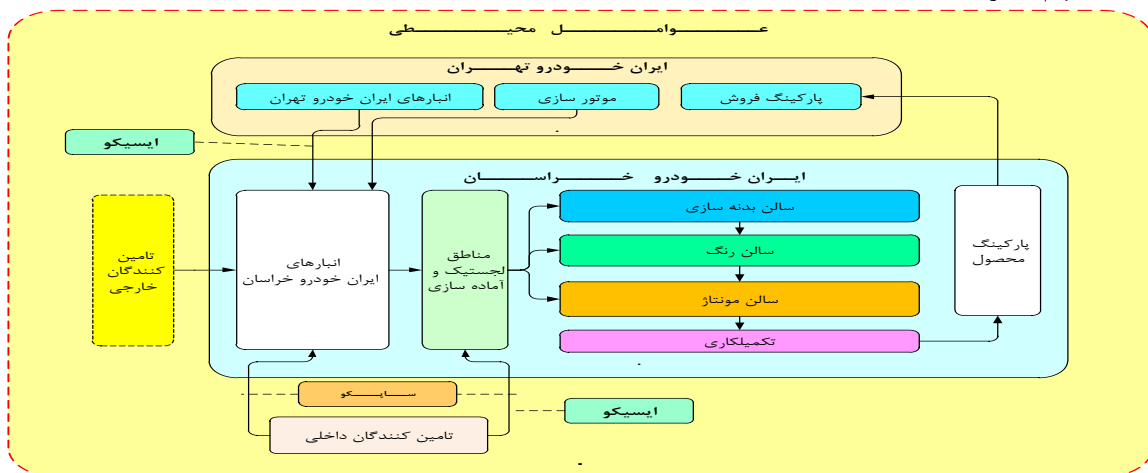 عوامل محیطی
ایران خودرو تهران
پارکینگ فروش
موتور سازی
انبارهای ایران خودرو تهران
ایسیکو
ایران خودرو خراسان
پارکینگ
محصول
سالن بدنه سازی
سالن رنگ
سالن مونتاژ
تکمیلکاری
مناطق
لجستیک و
آماده سازی
انبارهای
ایران خودرو خراسان
تامین
کنندگان
خارجی
ساپکو
ایسیکو
تامین کنندگان داخلی